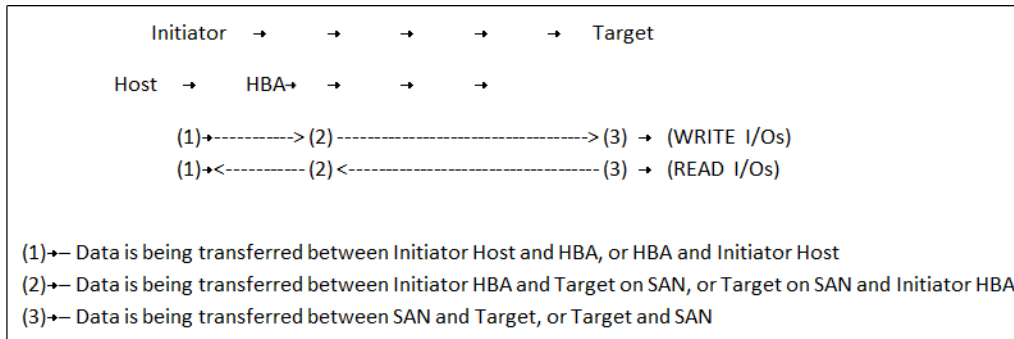 Initiator → → → → → Target
Host → HBA→ → → →
(1)→-----------> (2) ----------------------------------> (3) → (WRITE I/Os)
(1)→<----------- (2) <---------------------------------- (3) → (READ I/Os)
(1)→– Data is being transferred between Initiator Host and HBA, or HBA and Initiator Host
(2)→– Data is being transferred between Initiator HBA and Target on SAN, or Target on SAN and Initiator HBA
(3)→– Data is being transferred between SAN and Target, or Target and SAN